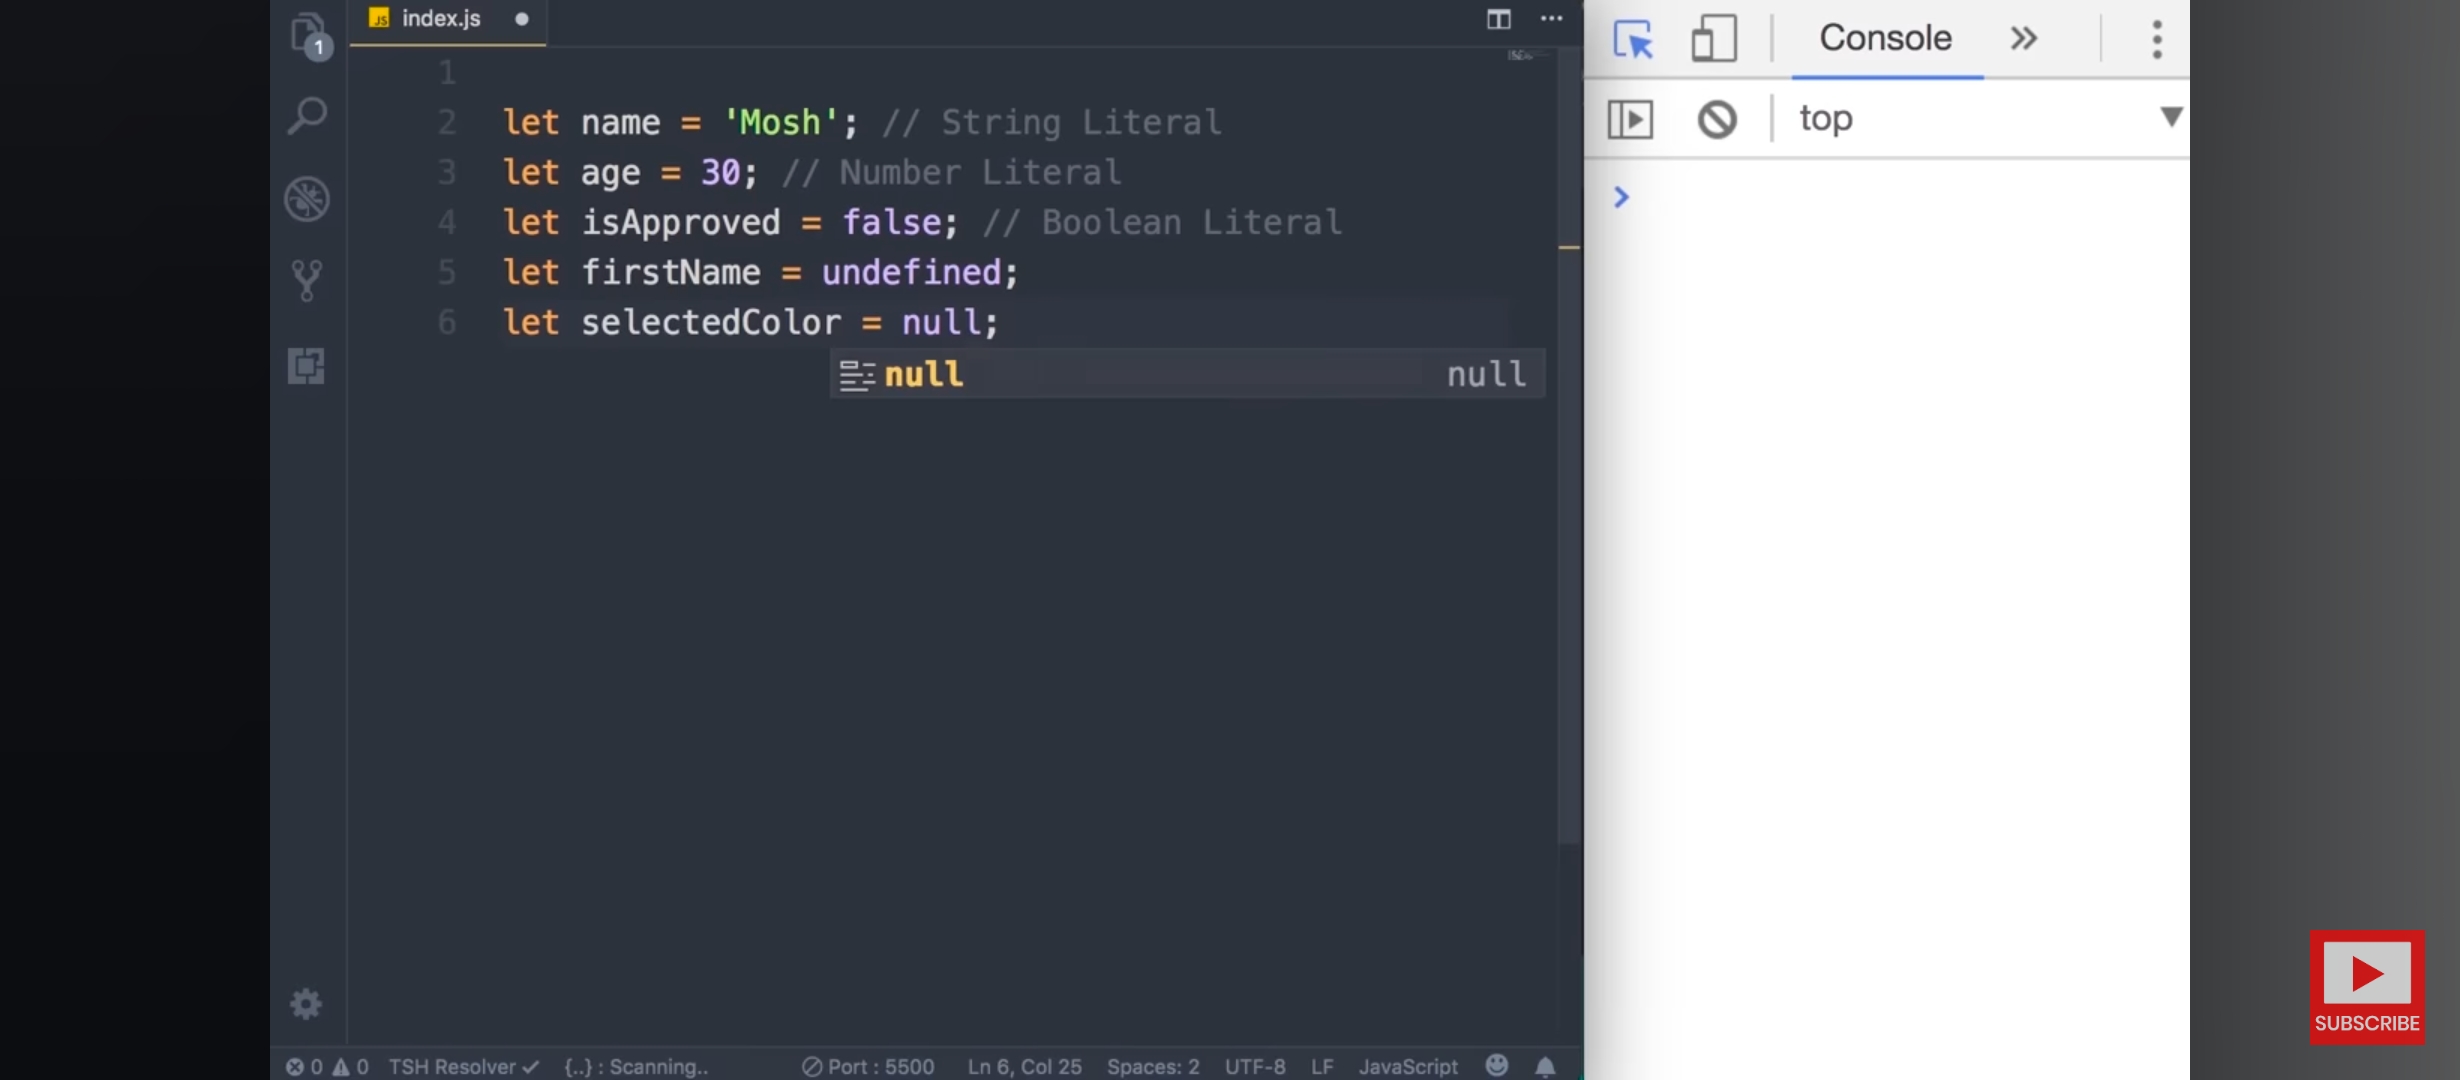 index.js
1
1
2 let name = 'Mosh'; // String Literal
3 let age = 30; // Number Literal
4 let isApproved = false; // Boolean Literal
5 let firstName = undefined;
6 let selectedColor = null;
null null
0 0 TSH Resolver {..} : Scanning.. Port : 5500 Ln 6, Col 25 Spaces: 2 UTF-8 LF JavaScript
Console
top
SUBSCRIBE